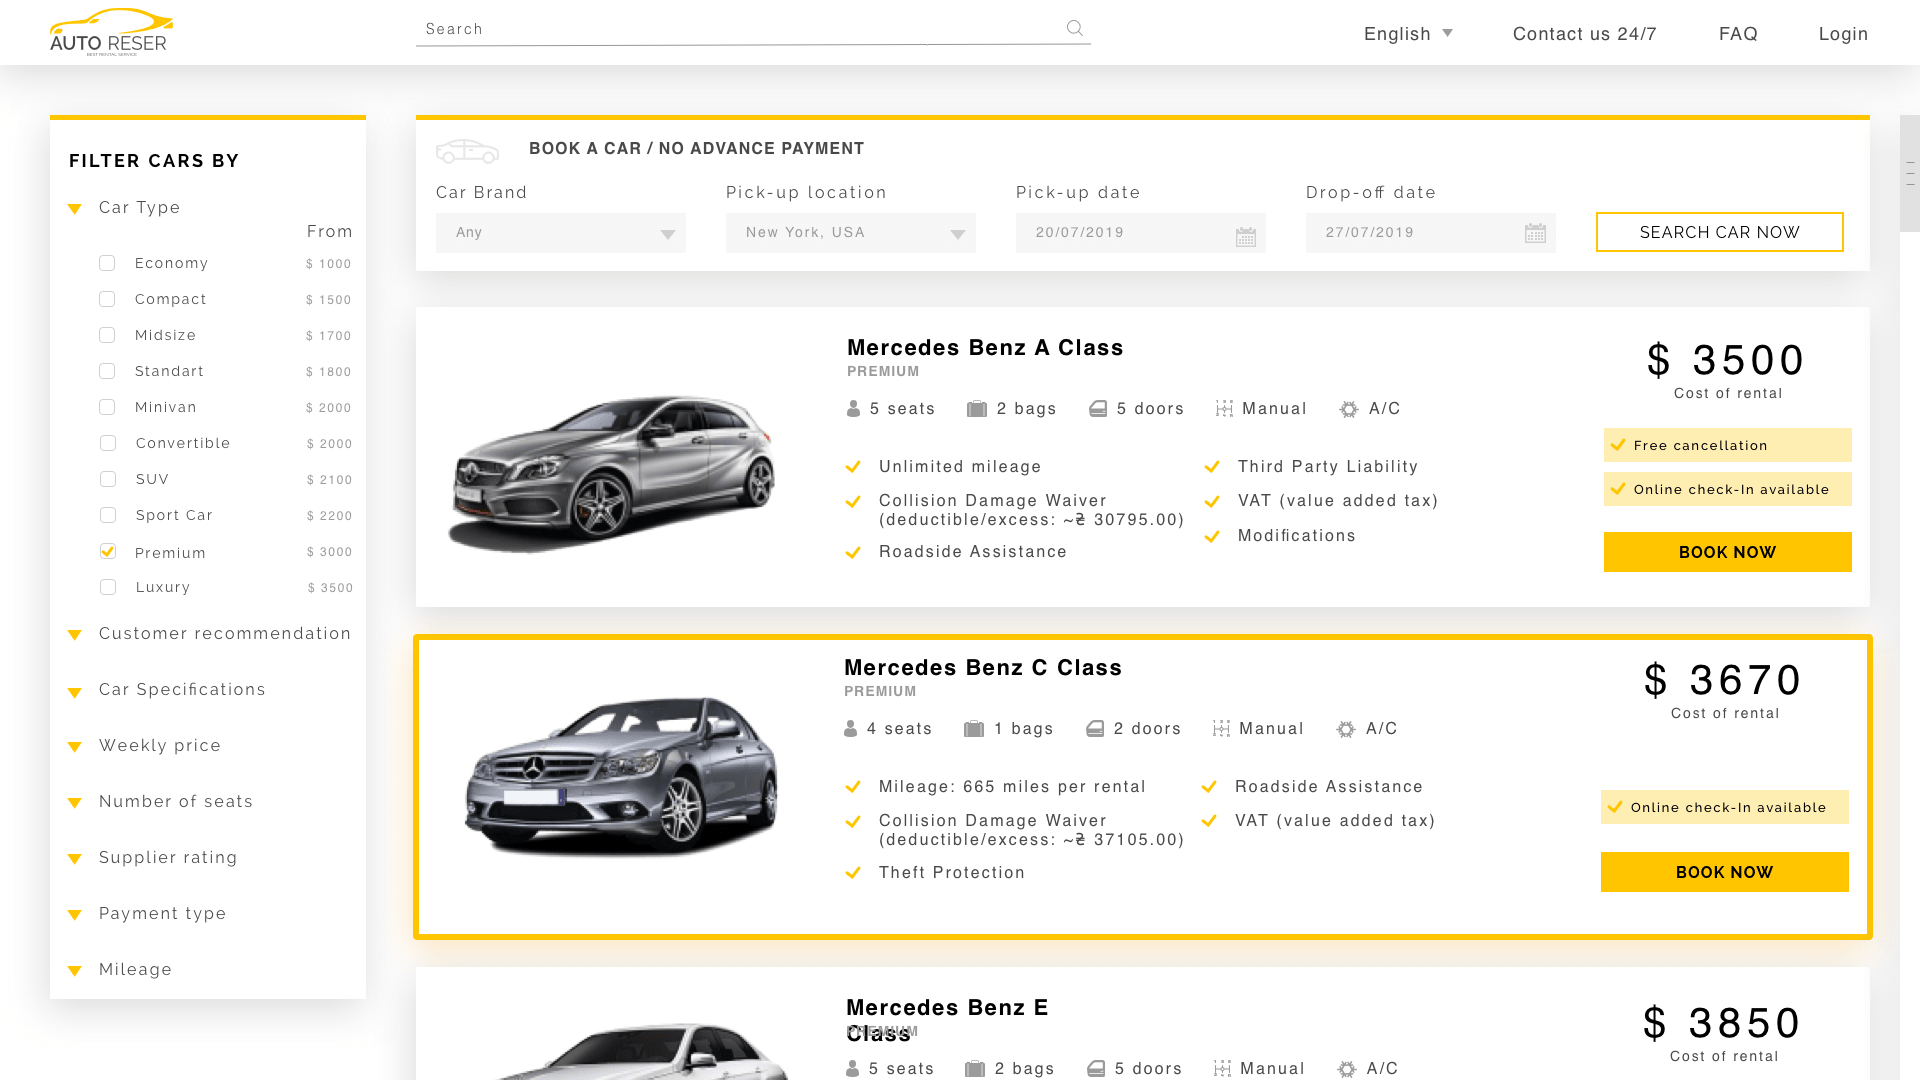 AUTO RESER
BEST RENTAL SERVICE
Search
English
Contact us 24/7
FAQ
Login
FILTER CARS BY
Car Type
From
Economy $ 1000
Compact $ 1500
Midsize $ 1700
Standart $ 1800
Minivan $ 2000
Convertible $ 2000
SUV $ 2100
Sport Car $ 2200
Premium $ 3000
Luxury $ 3500
Customer recommendation
Car Specifications
Weekly price
Number of seats
Supplier rating
Payment type
Mileage
BOOK A CAR / NO ADVANCE PAYMENT
Car Brand
Any
Pick-up location
New York, USA
Pick-up date
20/07/2019
Drop-off date
27/07/2019
SEARCH CAR NOW
Mercedes Benz A Class
PREMIUM
5 seats 2 bags 5 doors Manual A/C
Unlimited mileage
Collision Damage Waiver
(deductible/excess: ~₴ 30795.00)
Roadside Assistance
Third Party Liability
VAT (value added tax)
Modifications
$ 3500
Cost of rental
Free cancellation
Online check-In available
BOOK NOW
Mercedes Benz C Class
PREMIUM
4 seats 1 bags 2 doors Manual A/C
Mileage: 665 miles per rental
Collision Damage Waiver
(deductible/excess: ~₴ 37105.00)
Theft Protection
Roadside Assistance
VAT (value added tax)
$ 3670
Cost of rental
Online check-In available
BOOK NOW
Mercedes Benz E
Class
PREMIUM
5 seats 2 bags 5 doors Manual A/C
$ 3850
Cost of rental